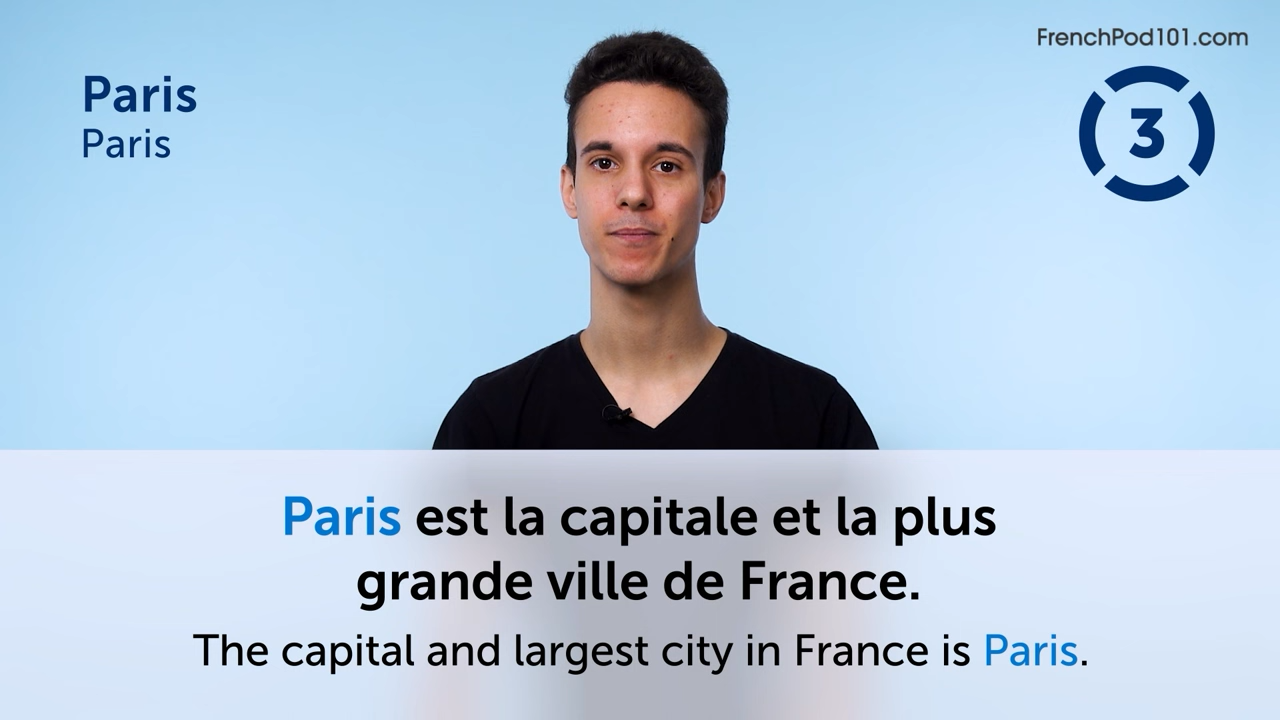 FrenchPod101.com
Paris
Paris
3
Paris est la capitale et la plus
grande ville de France.
The capital and largest city in France is Paris.